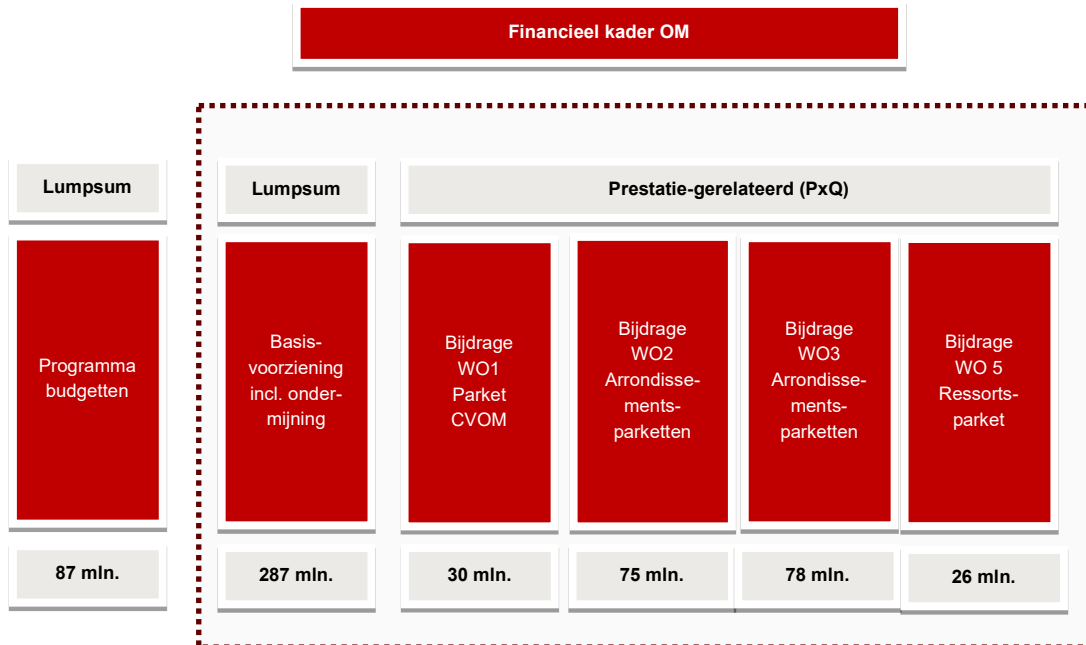 Financieel kader OM
Lumpsum
Lumpsum
Prestatie-gerelateerd (PxQ)
Programma
budgetten
Basis-
voorziening
incl. onder-
mijning
Bijdrage
WO1
Parket
CVOM
Bijdrage
WO2
Arrondisse-
ments-
parketten
Bijdrage
WO3
Arrondisse-
ments-
parketten
Bijdrage
WO 5
Ressorts-
parket
87 mln.
287 mln.
30 mln.
75 mln.
78 mln.
26 mln.